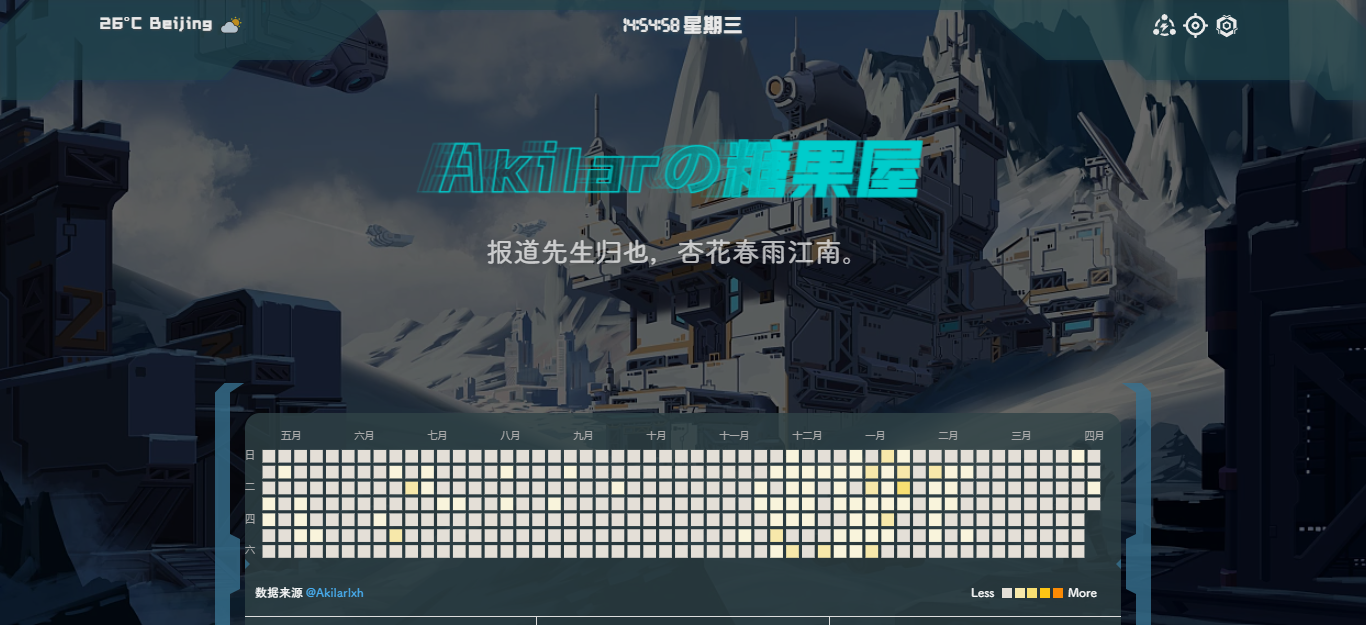 26°C Beijing
14:54:58 星期三
Akilarの糖果屋
报道先生归也，杏花春雨江南。
五月 六月 七月 八月 九月 十月 十一月 十二月 一月 二月 三月 四月
日
二
四
六
数据来源 @Akilarlxh
Less More